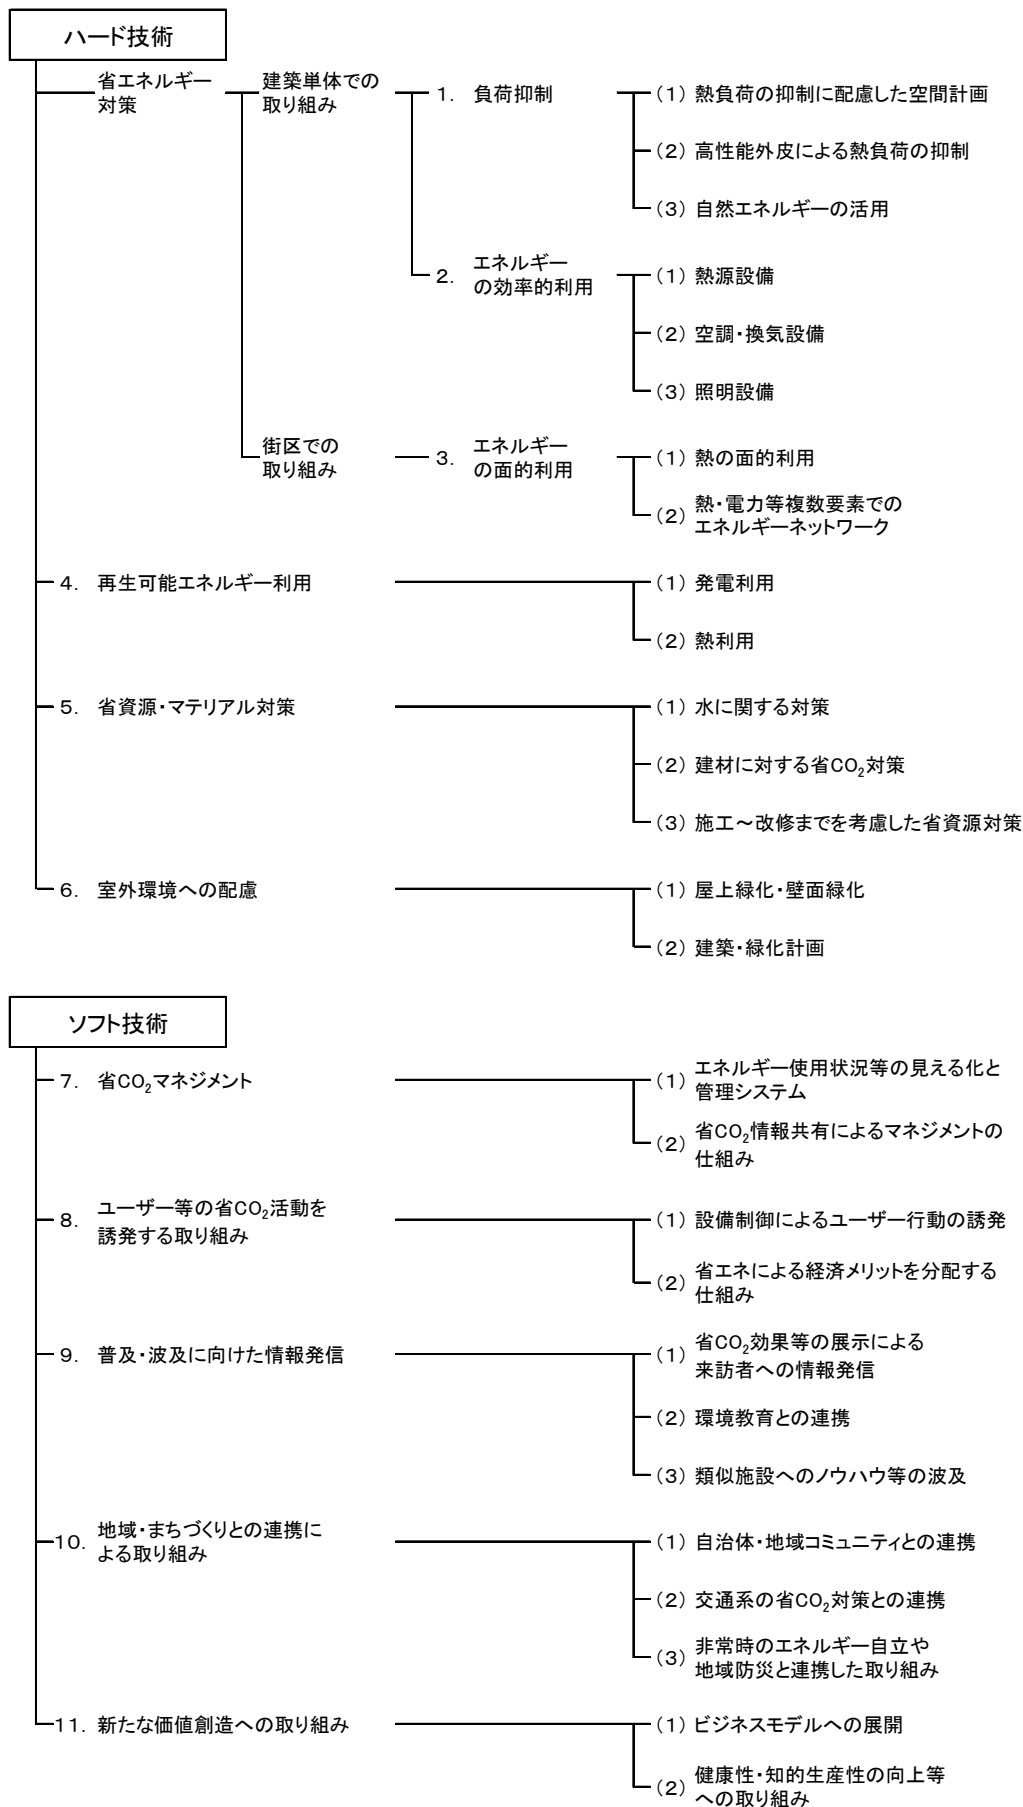 ハード技術
省エネルギー
対策
建築単体での
取り組み
1. 負荷抑制
(1) 熱負荷の抑制に配慮した空間計画
(2) 高性能外皮による熱負荷の抑制
(3) 自然エネルギーの活用
2. エネルギー
の効率的利用
(1) 熱源設備
(2) 空調・換気設備
(3) 照明設備
街区での
取り組み
3. エネルギー
の面的利用
(1) 熱の面的利用
(2) 熱・電力等複数要素での
エネルギーネットワーク
4. 再生可能エネルギー利用
(1) 発電利用
(2) 熱利用
5. 省資源・マテリアル対策
(1) 水に関する対策
(2) 建材に対する省CO₂対策
(3) 施工～改修までを考慮した省資源対策
6. 室外環境への配慮
(1) 屋上緑化・壁面緑化
(2) 建築・緑化計画
ソフト技術
7. 省CO₂マネジメント
(1) エネルギー使用状況等の見える化と
管理システム
(2) 省CO₂情報共有によるマネジメントの
仕組み
8. ユーザー等の省CO₂活動を
誘発する取り組み
(1) 設備制御によるユーザー行動の誘発
(2) 省エネによる経済メリットを分配する
仕組み
9. 普及・波及に向けた情報発信
(1) 省CO₂効果等の展示による
来訪者への情報発信
(2) 環境教育との連携
(3) 類似施設へのノウハウ等の波及
10. 地域・まちづくりとの連携に
よる取り組み
(1) 自治体・地域コミュニティとの連携
(2) 交通系の省CO₂対策との連携
(3) 非常時のエネルギー自立や
地域防災と連携した取り組み
11. 新たな価値創造への取り組み
(1) ビジネスモデルへの展開
(2) 健康性・知的生産性の向上等
への取り組み